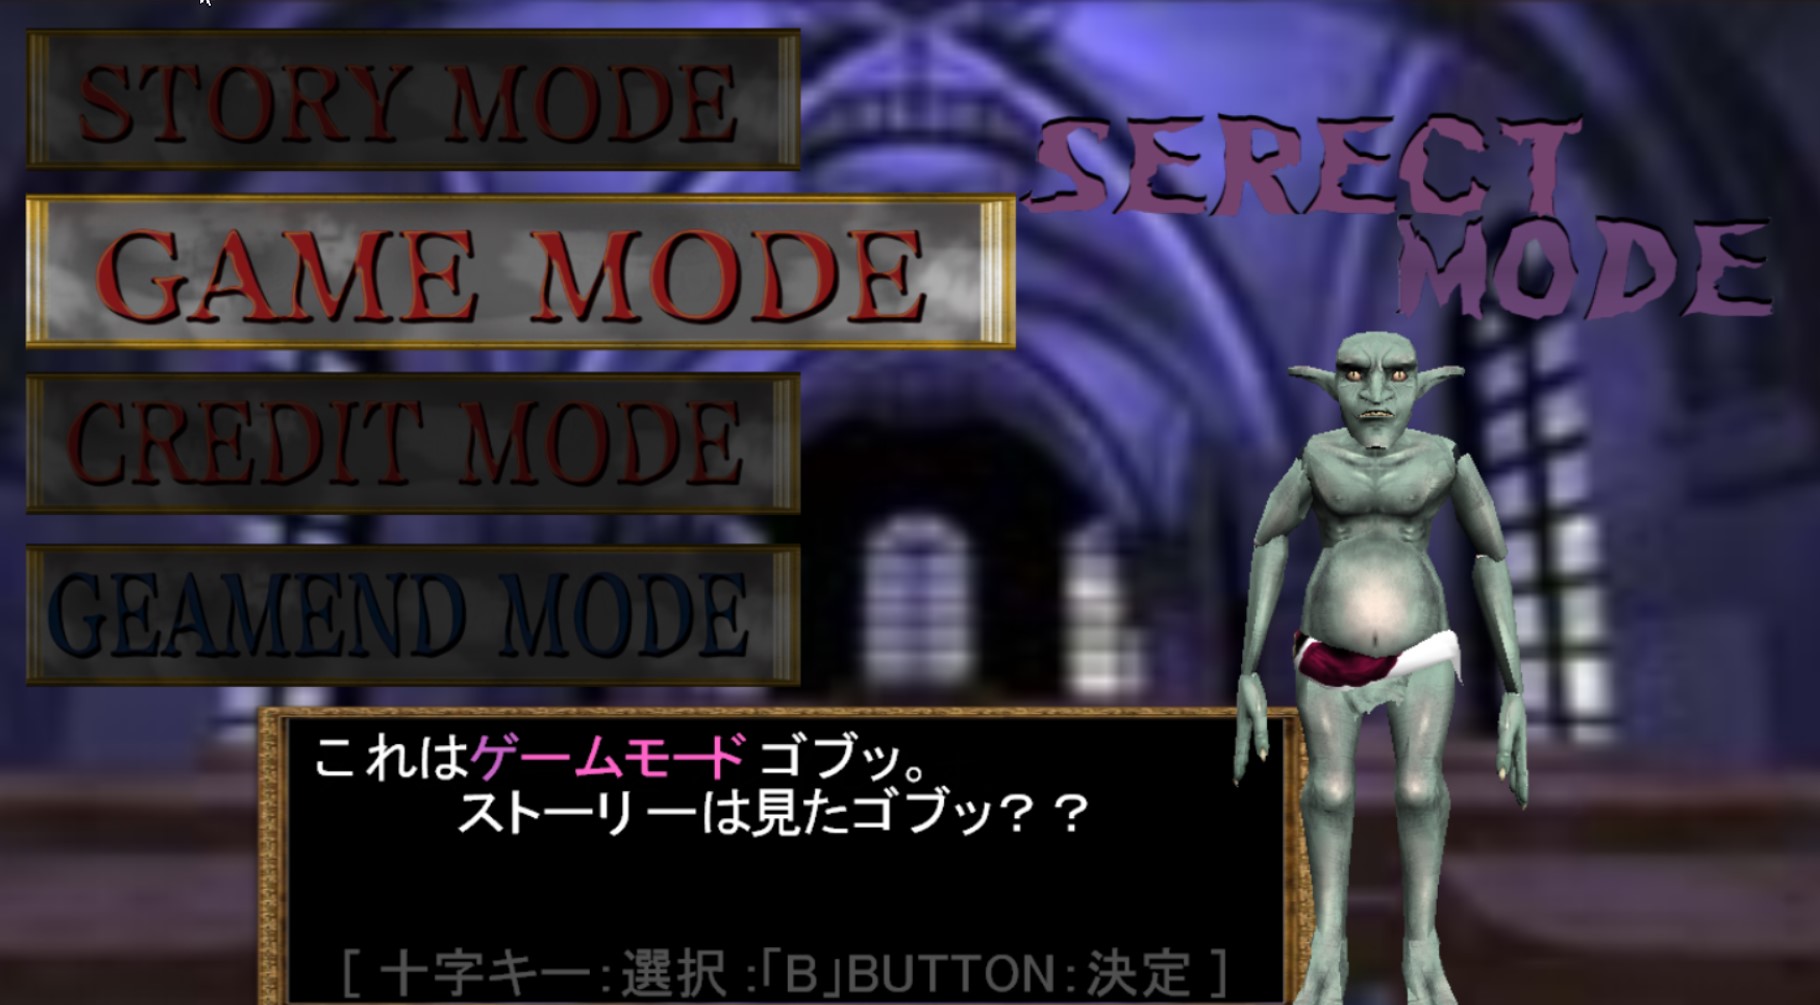 STORY MODE
GAME MODE
CREDIT MODE
GEAMEND MODE
SERECT
MODE
これはゲームモードゴブッ。
ストーリーは見たゴブッ？？
[ 十字キー：選択 ：「B」BUTTON：決定 ]